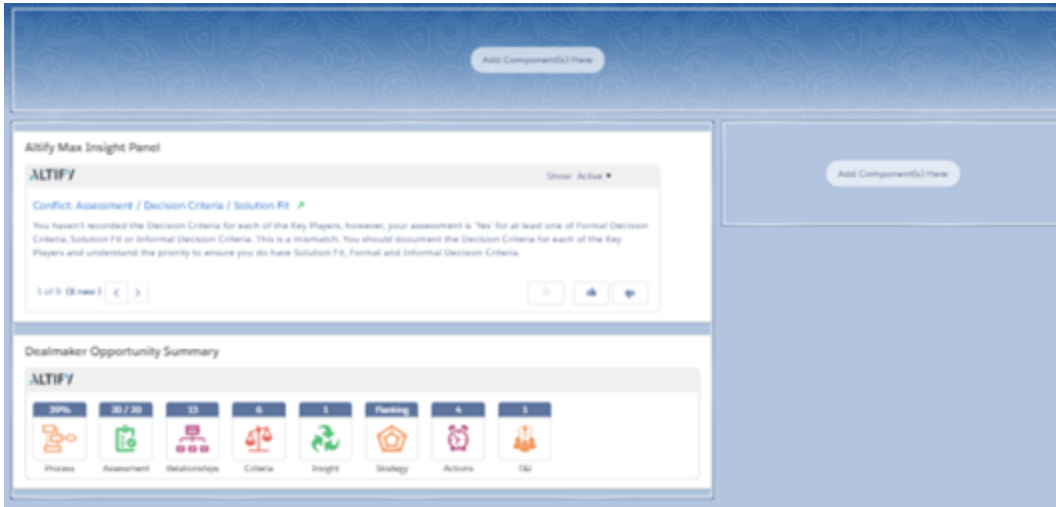 Add Component(s) Here
Altify Max Insight Panel
ALTIFY
Show: Active
Conflict: Assessment / Decision Criteria / Solution Fit
You haven't recorded the Decision Criteria for each of the Key Players, however, your assessment is 'Yes' for at least one of Formal Decision
Criteria, Solution Fit or Informal Decision Criteria. This is a mismatch. You should document the Decision Criteria for each of the Key
Players and understand the priority to ensure you do have Solution Fit, Formal and Informal Decision Criteria.
1 of 9 (8 new)
Add Component(s) Here
Dealmaker Opportunity Summary
ALTIFY
39% 20 / 20 15 6 1 Flanking 4 1
Process Assessment Relationships Criteria Insight Strategy Actions T&I